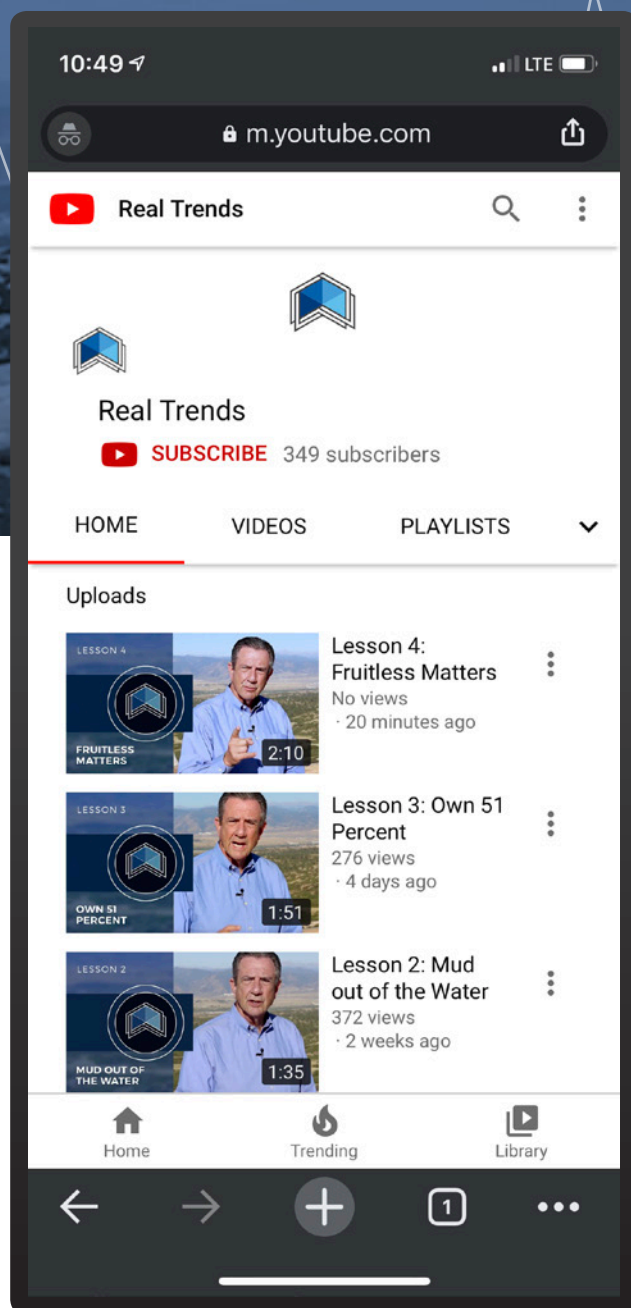 10:49
LTE
m.youtube.com
Real Trends
Real Trends
SUBSCRIBE 349 subscribers
HOME VIDEOS PLAYLISTS
Uploads
LESSON 4
FRUITLESS
MATTERS
2:10
Lesson 4:
Fruitless Matters
No views
· 20 minutes ago
LESSON 3
OWN 51
PERCENT
1:51
Lesson 3: Own 51
Percent
276 views
· 4 days ago
LESSON 2
MUD OUT OF
THE WATER
1:35
Lesson 2: Mud
out of the Water
372 views
· 2 weeks ago
Home Trending Library
1